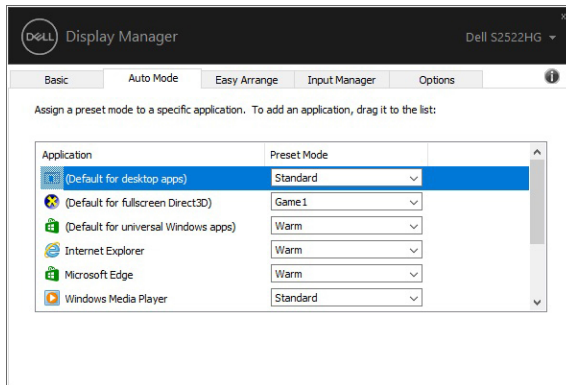 DELL Display Manager Dell S2522HG
Basic Auto Mode Easy Arrange Input Manager Options
Assign a preset mode to a specific application. To add an application, drag it to the list:
Application Preset Mode
(Default for desktop apps) Standard
(Default for fullscreen Direct3D) Game1
(Default for universal Windows apps) Warm
Internet Explorer Warm
Microsoft Edge Warm
Windows Media Player Standard